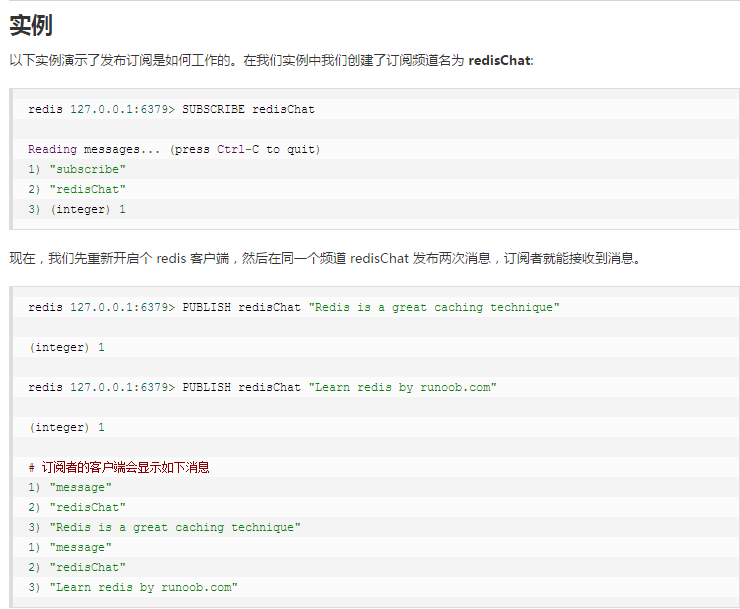 实例
以下实例演示了发布订阅是如何工作的。在我们实例中我们创建了订阅频道名为 redisChat:
redis 127.0.0.1:6379> SUBSCRIBE redisChat
Reading messages... (press Ctrl-C to quit)
1) "subscribe"
2) "redisChat"
3) (integer) 1
现在，我们先重新开启个 redis 客户端，然后在同一个频道 redisChat 发布两次消息，订阅者就能接收到消息。
redis 127.0.0.1:6379> PUBLISH redisChat "Redis is a great caching technique"
(integer) 1
redis 127.0.0.1:6379> PUBLISH redisChat "Learn redis by runoob.com"
(integer) 1
# 订阅者的客户端会显示如下消息
1) "message"
2) "redisChat"
3) "Redis is a great caching technique"
1) "message"
2) "redisChat"
3) "Learn redis by runoob.com"